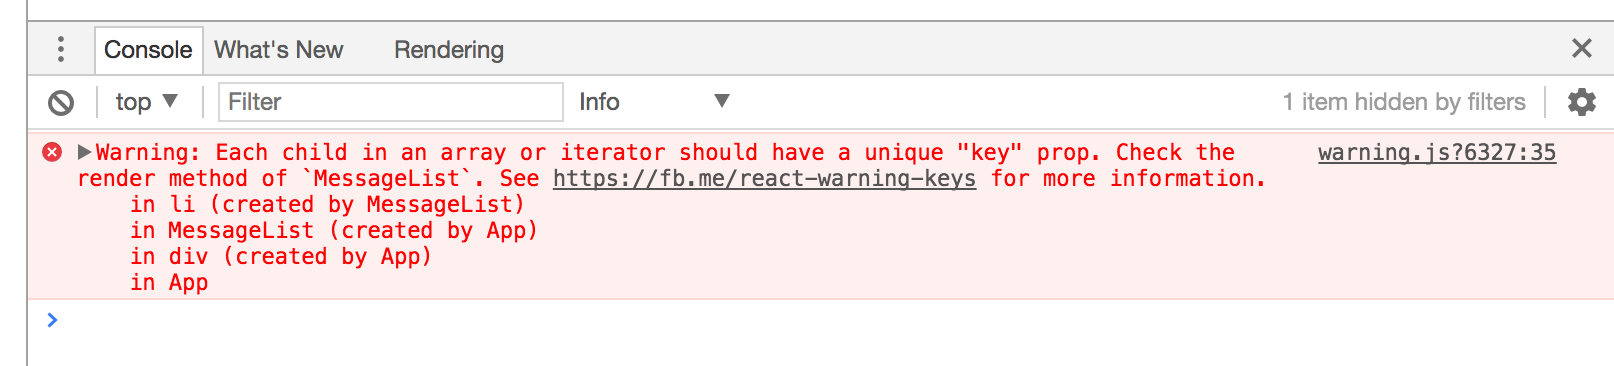 Console What's New Rendering
top Filter Info 1 item hidden by filters
Warning: Each child in an array or iterator should have a unique "key" prop. Check the warning.js?6327:35
render method of `MessageList`. See https://fb.me/react-warning-keys for more information.
in li (created by MessageList)
in MessageList (created by App)
in div (created by App)
in App